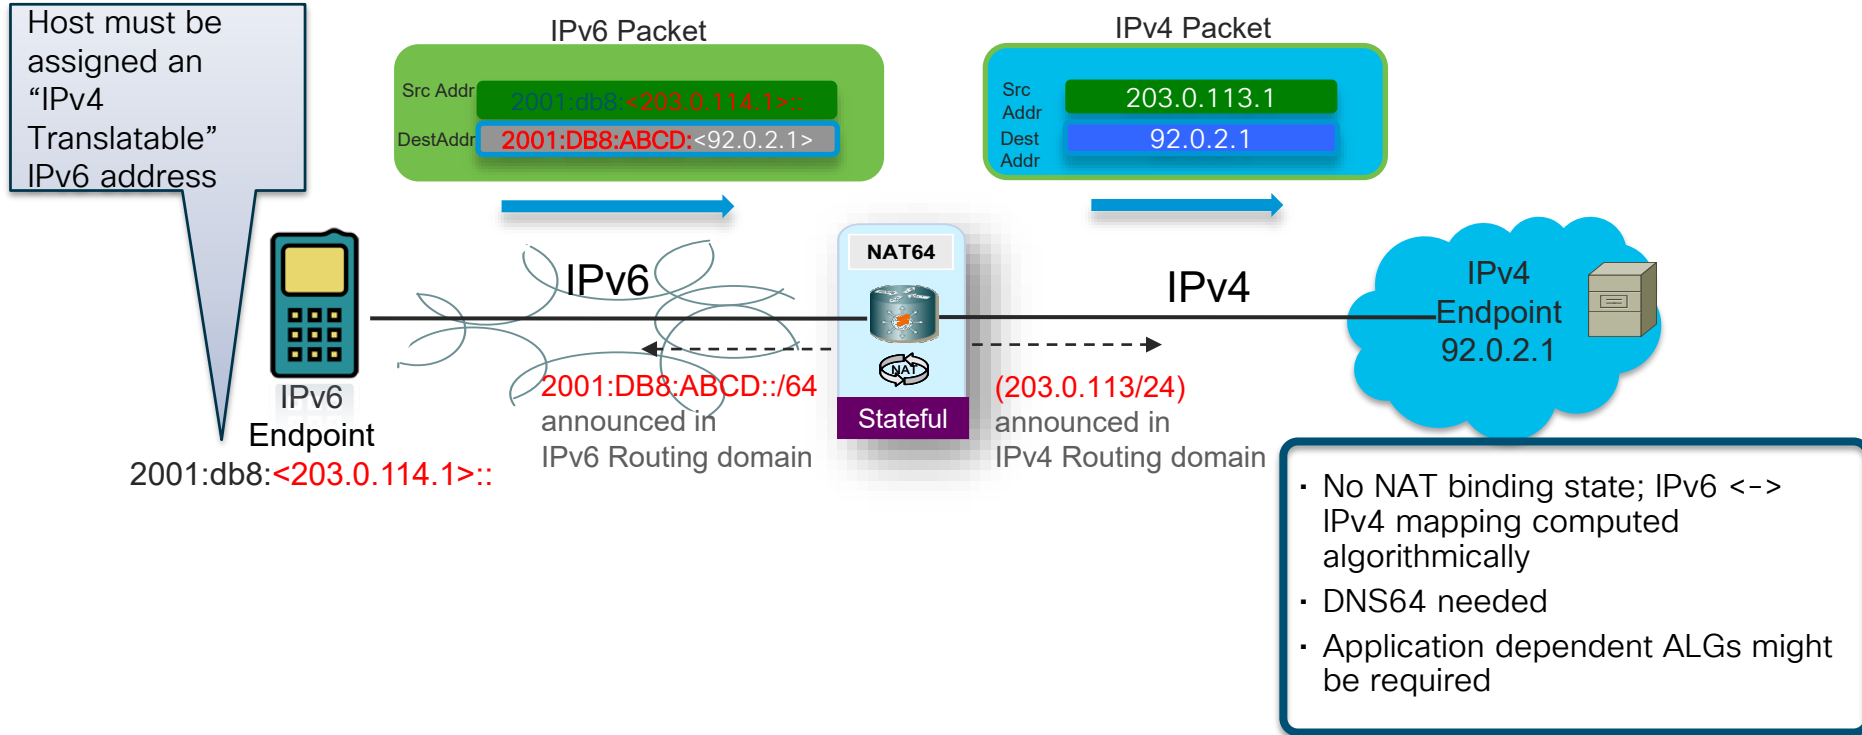 Host must be
assigned an
“IPv4
Translatable”
IPv6 address
IPv6 Packet
Src Addr
2001:db8:<203.0.114.1>::
DestAddr
2001:DB8:ABCD:<92.0.2.1>
IPv4 Packet
Src
Addr
203.0.113.1
Dest
Addr
92.0.2.1
IPv6
NAT64
NAT
Stateful
IPv4
IPv4
Endpoint
92.0.2.1
IPv6
Endpoint
2001:db8:<203.0.114.1>::
2001:DB8:ABCD::/64
announced in
IPv6 Routing domain
(203.0.113/24)
announced in
IPv4 Routing domain
· No NAT binding state; IPv6 <->
IPv4 mapping computed
algorithmically
· DNS64 needed
· Application dependent ALGs might
be required